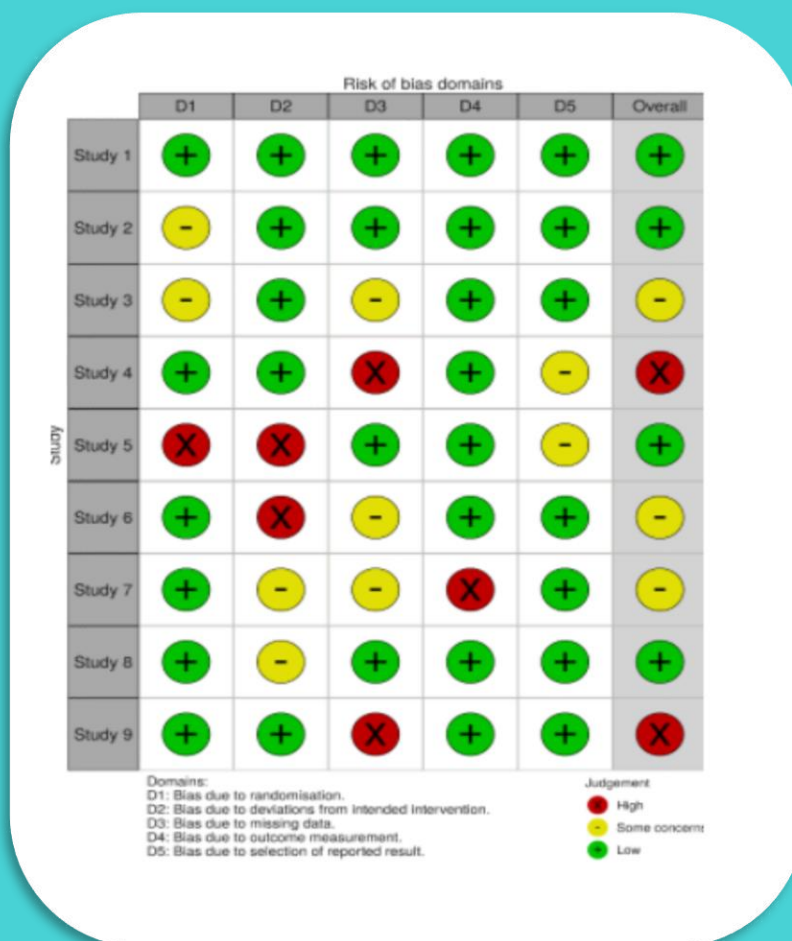 Risk of bias domains
D1 D2 D3 D4 D5 Overall
Study 1 + + + + + +
Study 2 - + + + + +
Study 3 - + - + + -
Study 4 + + X + - X
Study
Study 5 X X + + - +
Study 6 + X - + + -
Study 7 + - - X + -
Study 8 + - + + + +
Study 9 + + X + + X
Domains:
D1: Bias due to randomisation.
D2: Bias due to deviations from intended intervention.
D3: Bias due to missing data.
D4: Bias due to outcome measurement.
D5: Bias due to selection of reported result.
Judgement
X High
- Some concerns
+ Low